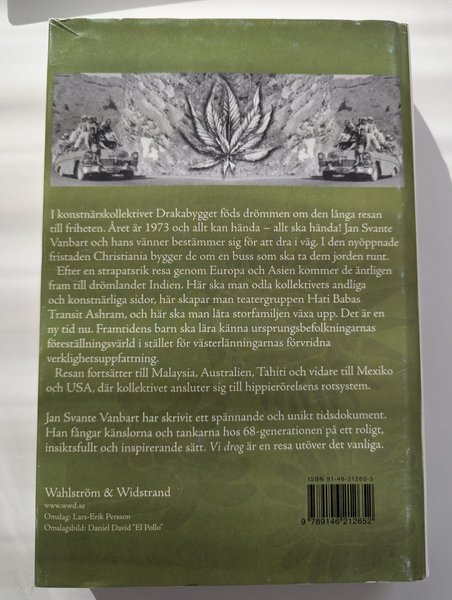 I konstnärskollektivet Drakabygget föds drömmen om den långa resan
till friheten. Året är 1973 och allt kan hända – allt ska hända! Jan Svante
Vanbart och hans vänner bestämmer sig för att dra i väg. I den nyöppnade
fristaden Christiania bygger de om en buss som ska ta dem jorden runt.
Efter en strapatsrik resa genom Europa och Asien kommer de äntligen
fram till drömlandet Indien. Här ska man odla kollektivets andliga
och konstnärliga sidor, här skapar man teatergruppen Hati Babas
Transit Ashram, och här ska man låta storfamiljen växa upp. Det är en
ny tid nu. Framtidens barn ska lära känna ursprungsbefolkningarnas
föreställningsvärld i stället för västerlänningarnas förvridna
verklighetsuppfattning.
Resan fortsätter till Malaysia, Australien, Tahiti och vidare till Mexiko
och USA, där kollektivet ansluter sig till hippierörelsens rotsystem.
Jan Svante Vanbart har skrivit ett spännande och unikt tidsdokument.
Han fångar känslorna och tankarna hos 68-generationen på ett roligt,
insiktsfullt och inspirerande sätt. Vi drog är en resa utöver det vanliga.
Wahlström & Widstrand
www.wwd.se
Omslag: Lars-Erik Persson
Omslagsbild: Daniel David "El Pollo"
ISBN 91-46-21265-5
9 789146 212652